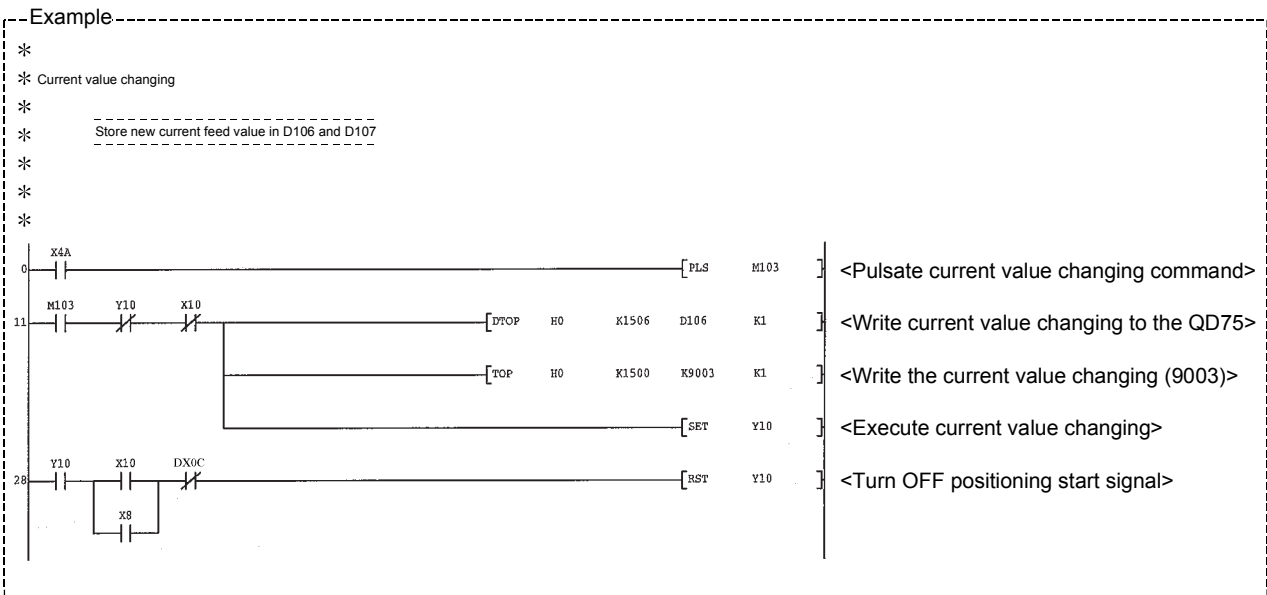 Example
*
* Current value changing
*
* Store new current feed value in D106 and D107
*
*
*
X4A
0 [PLS M103 ] <Pulsate current value changing command>
M103 Y10 X10
11 [DTOP H0 K1506 D106 K1 ] <Write current value changing to the QD75>
[TOP H0 K1500 K9003 K1 ] <Write the current value changing (9003)>
[SET Y10 ] <Execute current value changing>
Y10 X10 DX0C
28 [RST Y10 ] <Turn OFF positioning start signal>
X8